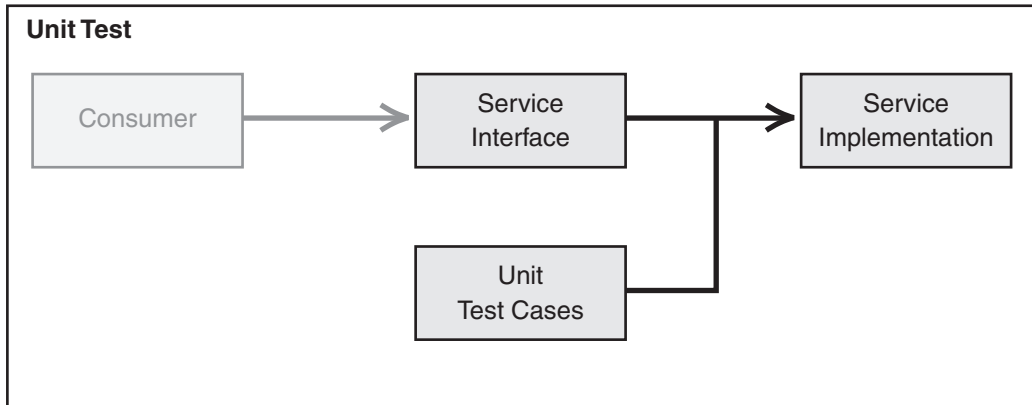 Unit Test
Consumer
Service
Interface
Service
Implementation
Unit
Test Cases